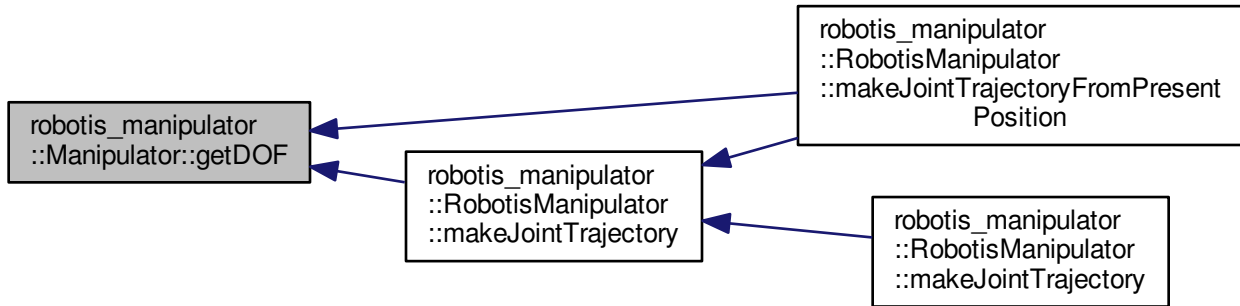 robotis_manipulator
::Manipulator::getDOF
robotis_manipulator
::RobotisManipulator
::makeJointTrajectoryFromPresent
Position
robotis_manipulator
::RobotisManipulator
::makeJointTrajectory
robotis_manipulator
::RobotisManipulator
::makeJointTrajectory